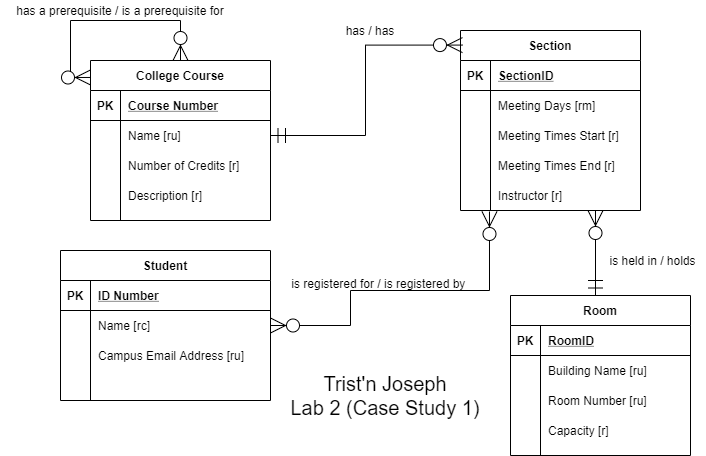 has a prerequisite / is a prerequisite for
College Course
PK Course Number
Name [ru]
Number of Credits [r]
Description [r]
has / has
Section
PK SectionID
Meeting Days [rm]
Meeting Times Start [r]
Meeting Times End [r]
Instructor [r]
Student
PK ID Number
Name [rc]
Campus Email Address [ru]
is registered for / is registered by
is held in / holds
Room
PK RoomID
Building Name [ru]
Room Number [ru]
Capacity [r]
Trist'n Joseph
Lab 2 (Case Study 1)